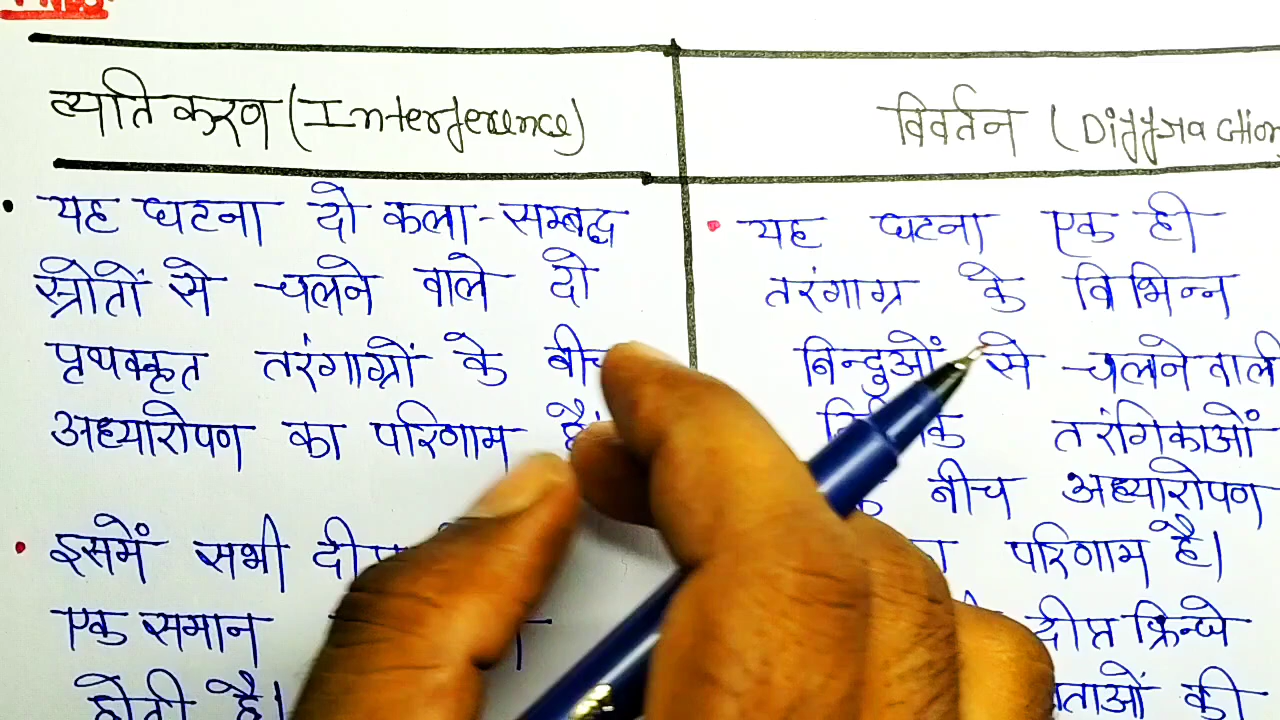 व्यतिकरण (Interference)
विवर्तन (Diffraction
• यह घटना दो कला-सम्बद्ध
स्रोतों से चलने वाले दो
पृथक्कृत तरंगाग्रों के बीच
अध्यारोपण का परिणाम है।
• इसमें सभी
एक समान
होती है।
• यह घटना एक ही
तरंगाग्र के विभिन्न
बिन्दुओं से चलने वाली
तरंगिकाओं
बीच अध्यारोपण
परिणाम है।
दीप्त फ्रिन्जे
की